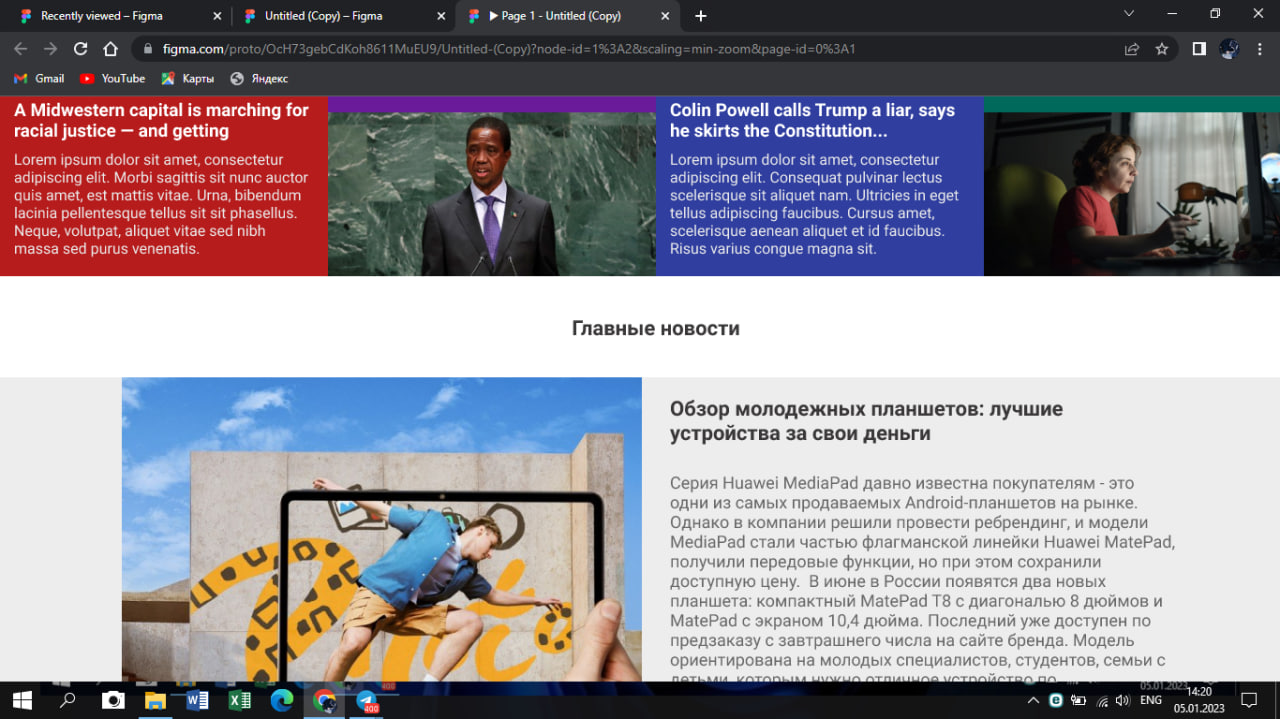 Recently viewed – Figma
Untitled (Copy) – Figma
▶ Page 1 - Untitled (Copy)
figma.com/proto/OcH73gebCdKoh8611MuEU9/Untitled-(Copy)?node-id=1%3A2&scaling=min-zoom&page-id=0%3A1
Gmail
YouTube
Карты
Яндекс
A Midwestern capital is marching for
racial justice — and getting
Lorem ipsum dolor sit amet, consectetur
adipiscing elit. Morbi sagittis sit nunc auctor
quis amet, est mattis vitae. Urna, bibendum
lacinia pellentesque tellus sit sit phasellus.
Neque, volutpat, aliquet vitae sed nibh
massa sed purus venenatis.
Colin Powell calls Trump a liar, says
he skirts the Constitution...
Lorem ipsum dolor sit amet, consectetur
adipiscing elit. Consequat pulvinar lectus
scelerisque sit aliquet nam. Ultricies in eget
tellus adipiscing faucibus. Cursus amet,
scelerisque aenean aliquet et id faucibus.
Risus varius congue magna sit.
Главные новости
Обзор молодежных планшетов: лучшие
устройства за свои деньги
Серия Huawei MediaPad давно известна покупателям - это
одни из самых продаваемых Android-планшетов на рынке.
Однако в компании решили провести ребрендинг, и модели
MediaPad стали частью флагманской линейки Huawei MatePad,
получили передовые функции, но при этом сохранили
доступную цену. В июне в России появятся два новых
планшета: компактный MatePad T8 с диагональю 8 дюймов и
MatePad с экраном 10,4 дюйма. Последний уже доступен по
предзаказу с завтрашнего числа на сайте бренда. Модель
ориентирована на молодых специалистов, студентов, семьи с
детьми, которым нужно отличное устройство по
400
05.01.2023
400
ENG
14:20
05.01.2023